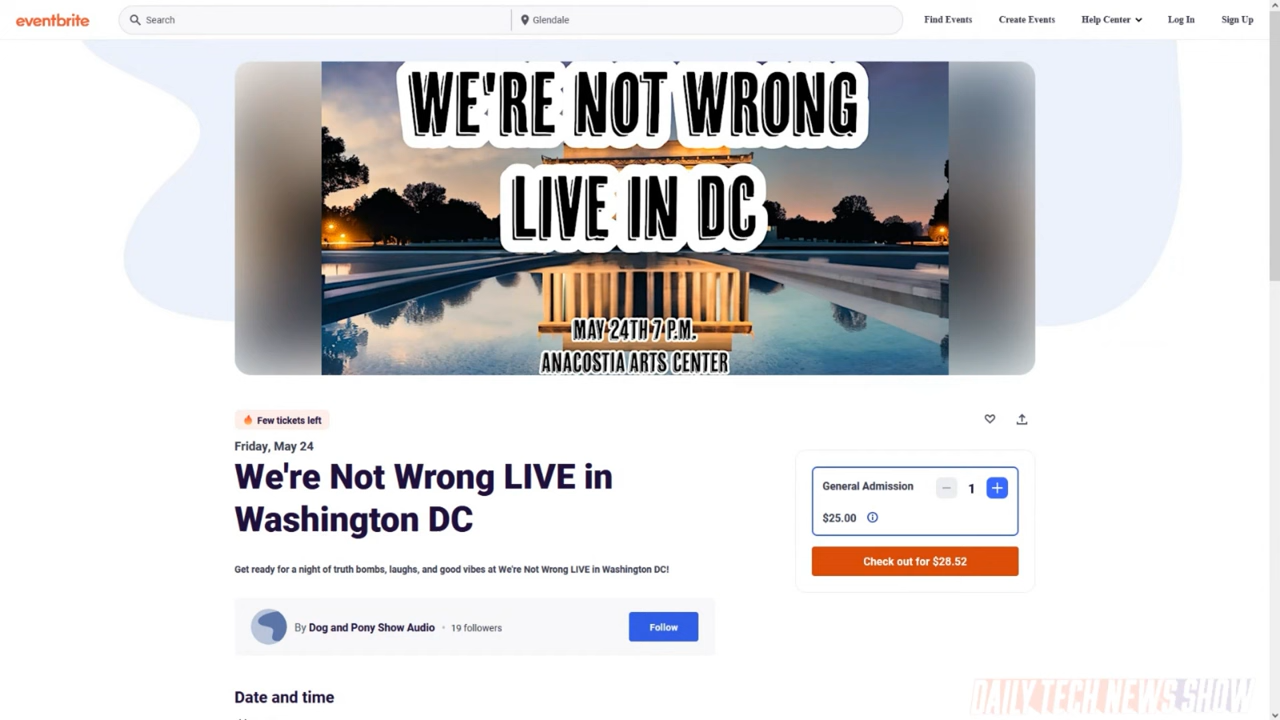 eventbrite
Search
Glendale
Find Events
Create Events
Help Center
Log In
Sign Up
WE'RE NOT WRONG
LIVE IN DC
MAY 24TH 7 P.M.
ANACOSTIA ARTS CENTER
Few tickets left
Friday, May 24
We're Not Wrong LIVE in
Washington DC
Get ready for a night of truth bombs, laughs, and good vibes at We're Not Wrong LIVE in Washington DC!
By Dog and Pony Show Audio · 19 followers
Follow
General Admission
1
$25.00
Check out for $28.52
Date and time
DAILY TECH NEWS SHOW